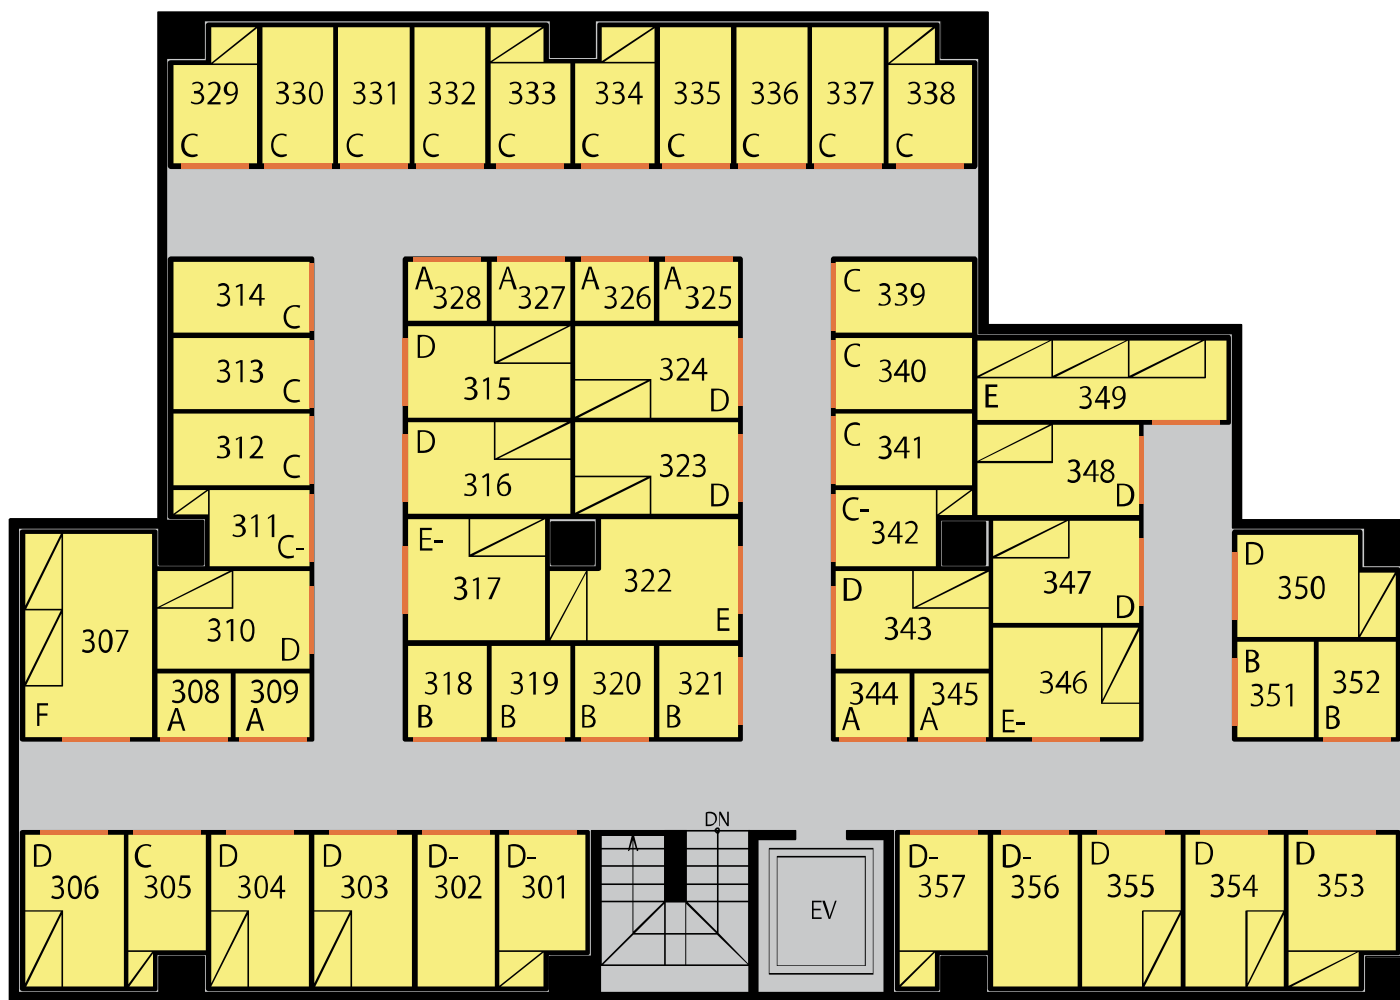 329 330 331 332 333 334 335 336 337 338
C C C C C C C C C C
A 328 A 327 A 326 A 325
314 C
313 C
312 C
311 C-
310 D
307 F
308 A
309 A
D 315
324 D
D 316
323 D
E- 317
322 E
318 B
319 B
320 B
321 B
C 339
C 340
C 341
C- 342
D 343
344 A
345 A
E 349
348 D
347 D
346 E-
D 350
B 351
352 B
DN
D 306
C 305
D 304
D 303
D- 302
D- 301
EV
D- 357
D- 356
D 355
D 354
D 353